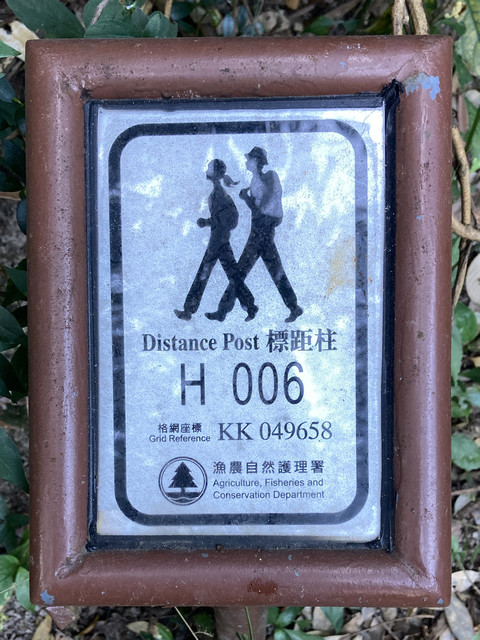 Distance Post 標距柱
H 006
格網座標
Grid Reference KK 049658
漁農自然護理署
Agriculture, Fisheries and
Conservation Department